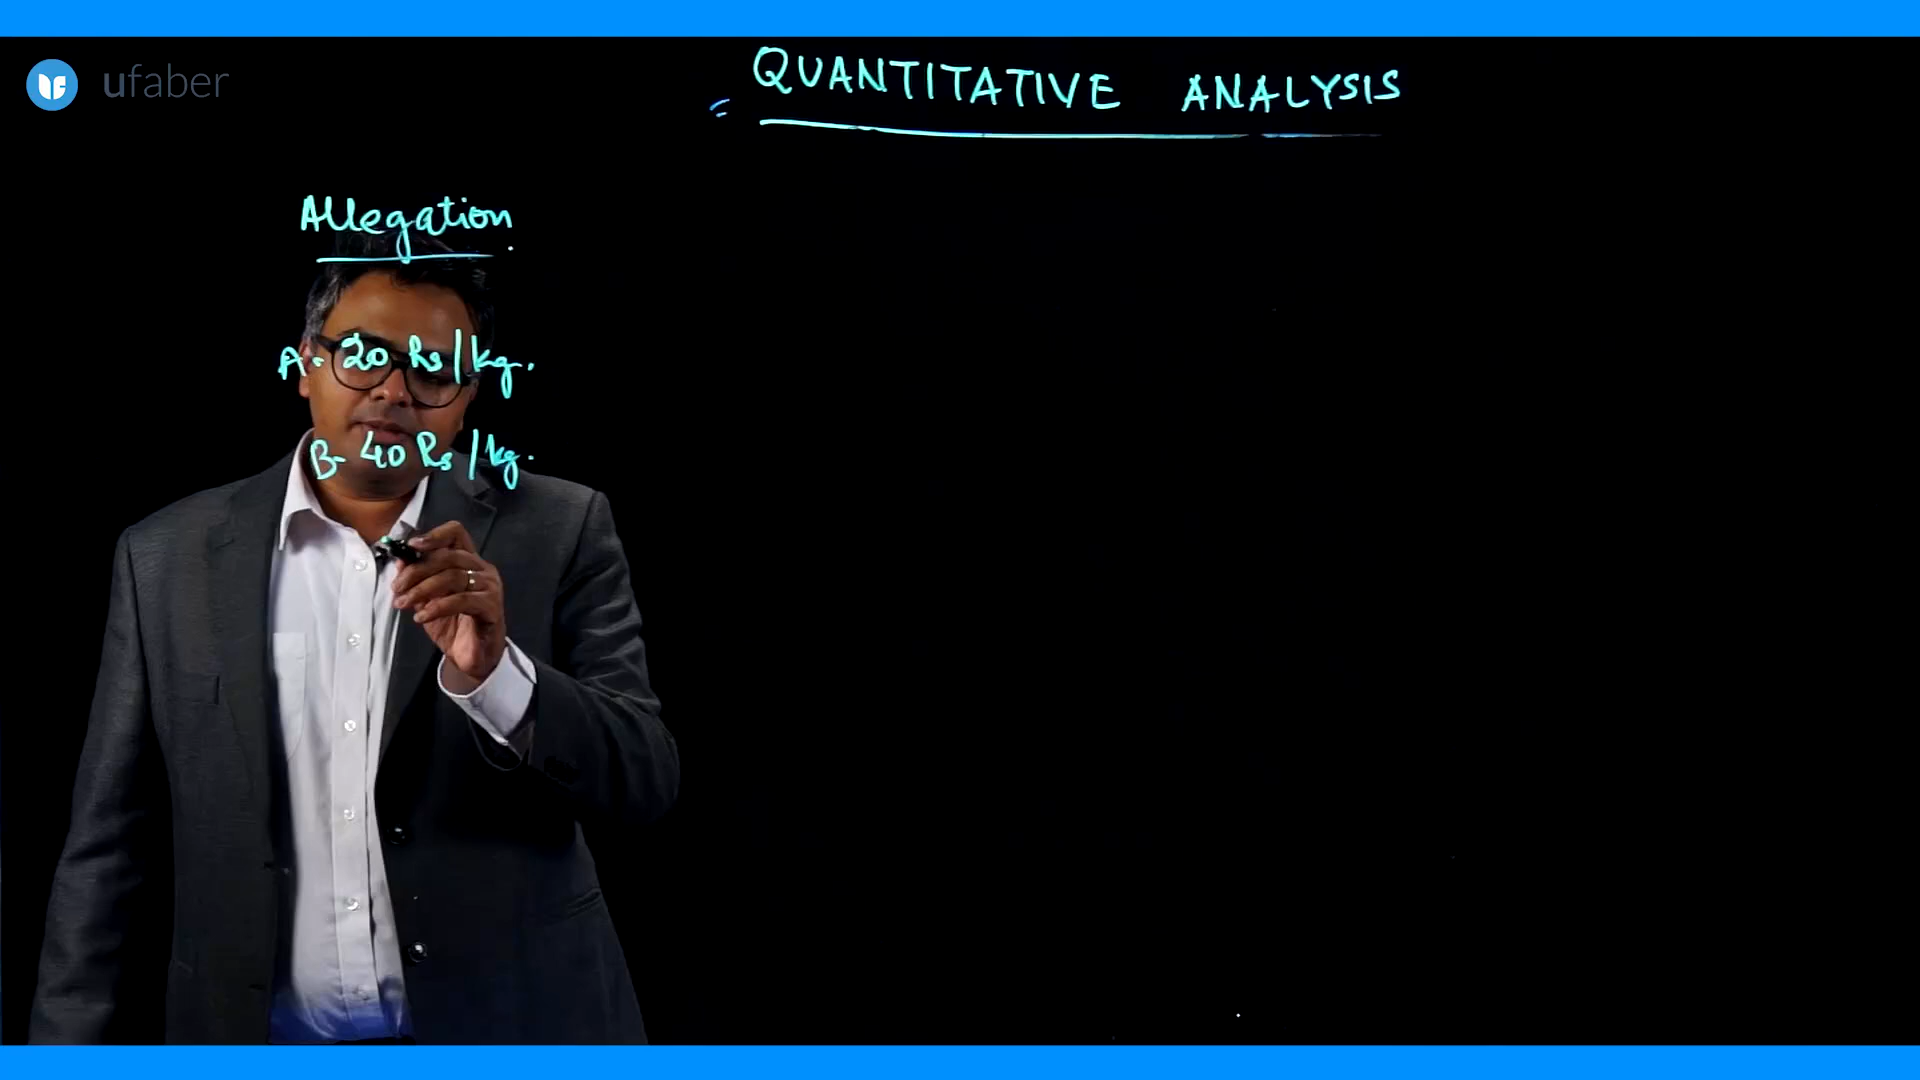 ufaber
QUANTITATIVE ANALYSIS
Allegation
A- 20 Rs/kg.
B- 40 Rs/kg.